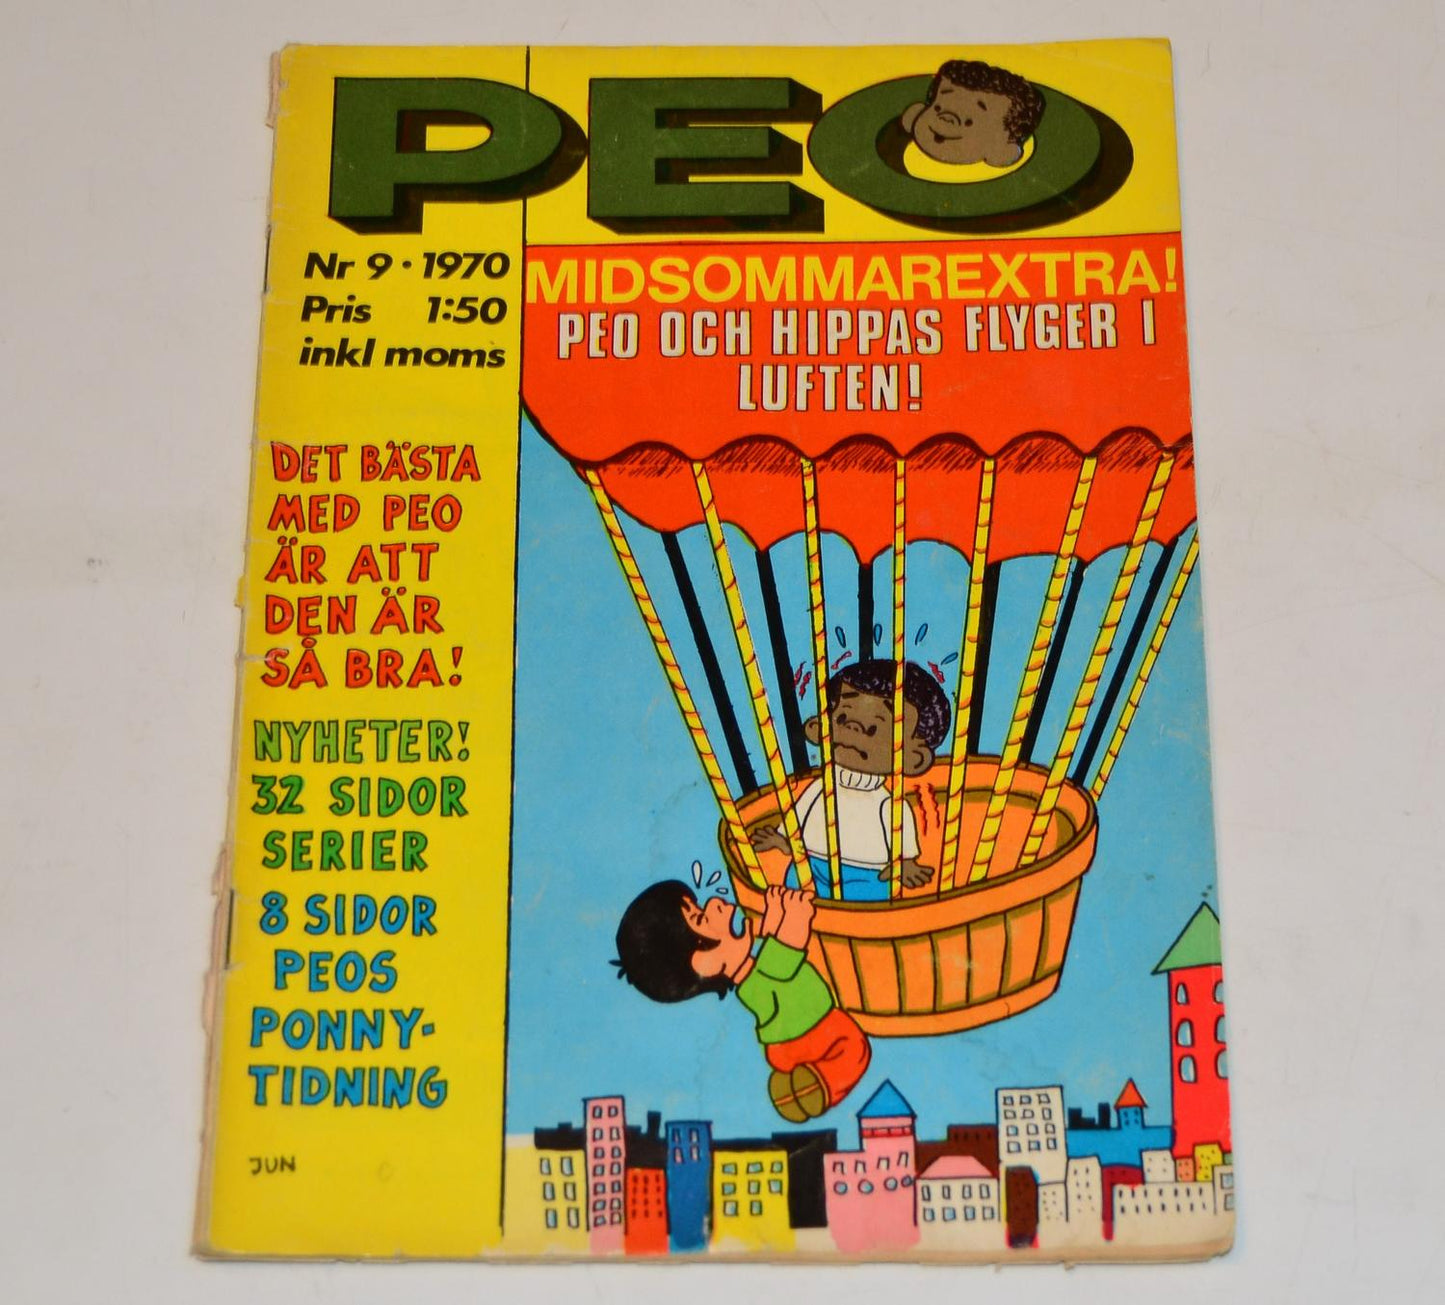 PEO
Nr 9 · 1970
Pris 1:50
inkl moms
MIDSOMMAREXTRA!
PEO OCH HIPPAS FLYGER I
LUFTEN!
DET BÄSTA
MED PEO
ÄR ATT
DEN ÄR
SÅ BRA!
NYHETER!
32 SIDOR
SERIER
8 SIDOR
PEOS
PONNY-
TIDNING
JUN